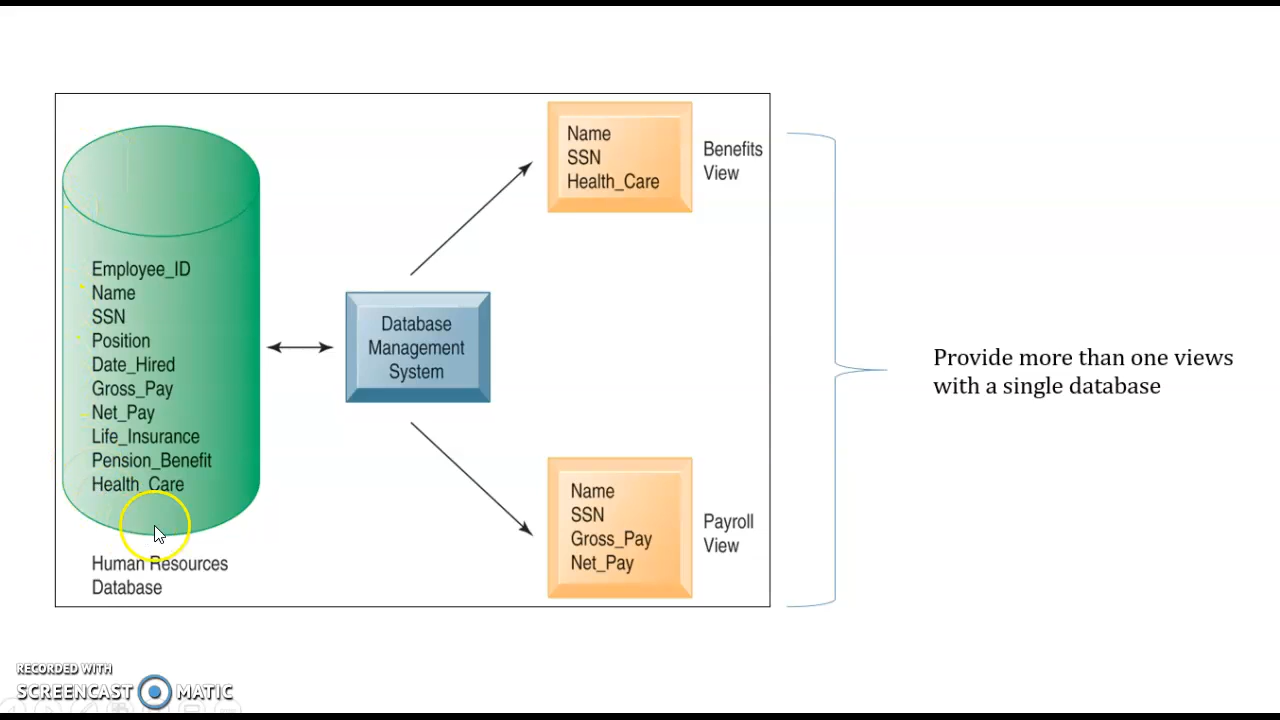 Employee_ID
Name
SSN
Position
Date_Hired
Gross_Pay
Net_Pay
Life_Insurance
Pension_Benefit
Health_Care
Human Resources
Database
Database
Management
System
Name
SSN
Health_Care
Benefits
View
Name
SSN
Gross_Pay
Net_Pay
Payroll
View
Provide more than one views
with a single database
RECORDED WITH
SCREENCAST MATIC